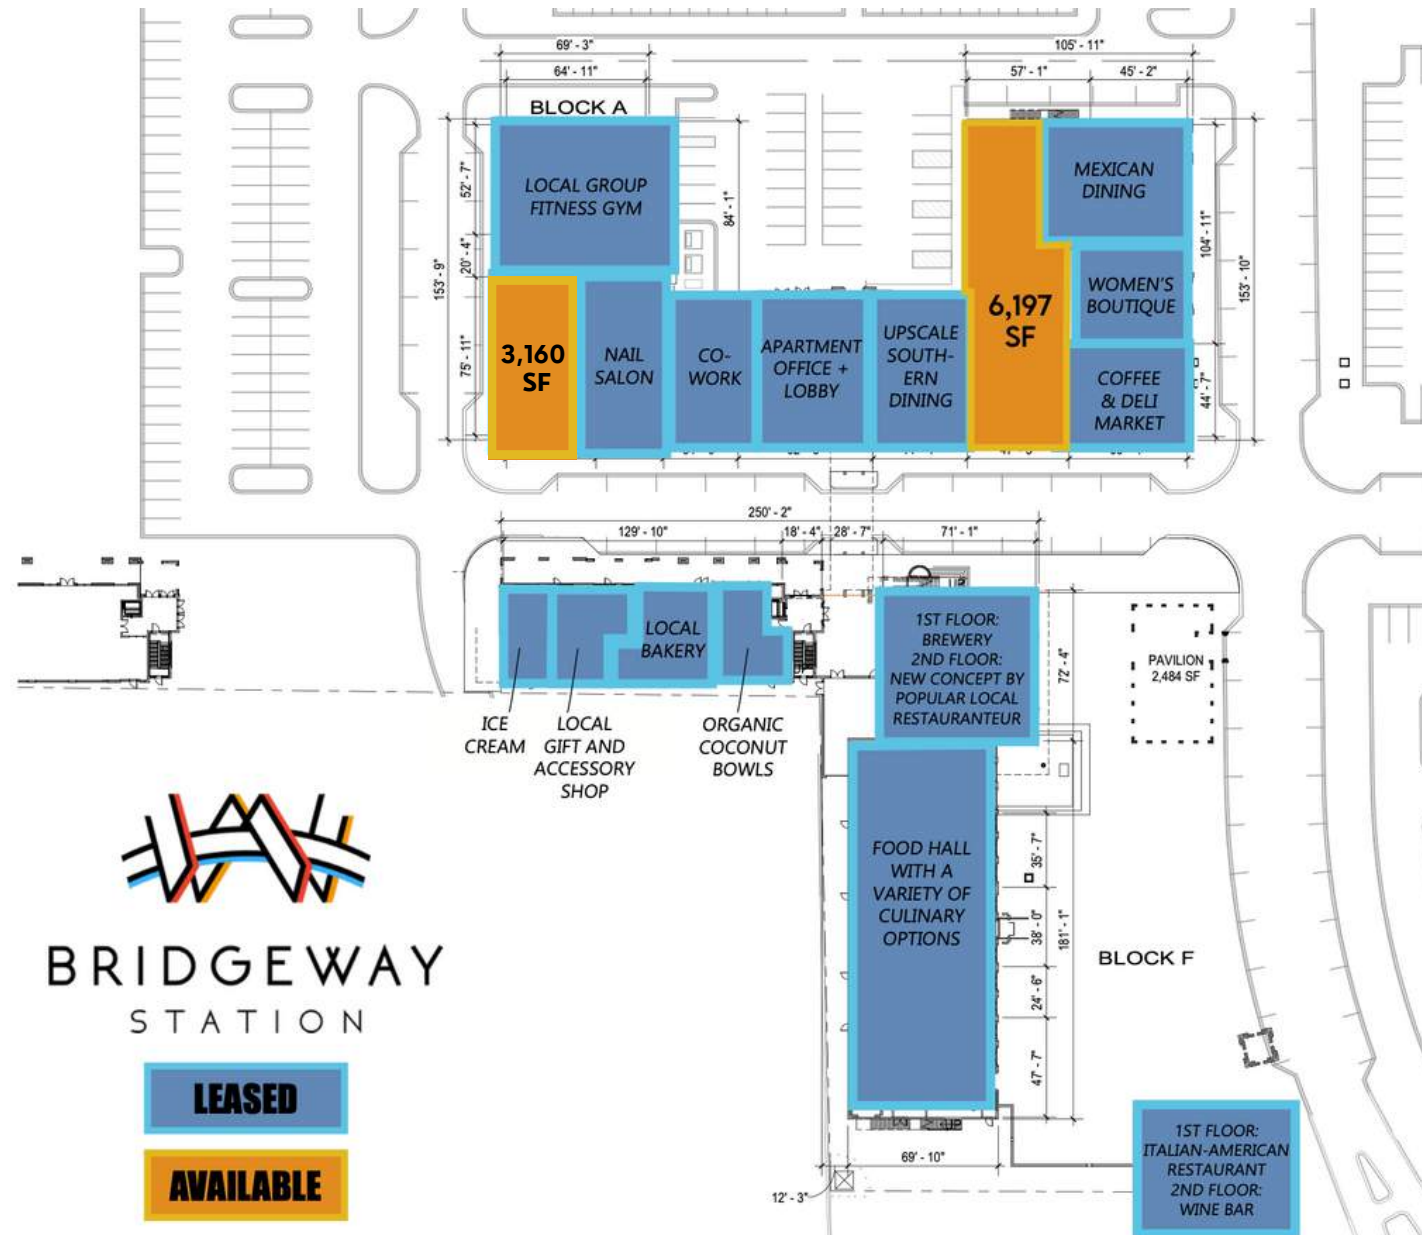 69' - 3"
105' - 11"
64' - 11"
57' - 1"
45' - 2"
BLOCK A
LOCAL GROUP
FITNESS GYM
MEXICAN
DINING
52' - 7"
20' - 4"
153' - 9"
75' - 11"
84' - 1"
104' - 11"
153' - 10"
44' - 7"
WOMEN'S
BOUTIQUE
6,197
SF
3,160
SF
NAIL
SALON
CO-
WORK
APARTMENT
OFFICE +
LOBBY
UPSCALE
SOUTH-
ERN
DINING
COFFEE
& DELI
MARKET
250' - 2"
129' - 10"
18' - 4"
28' - 7"
71' - 1"
LOCAL
BAKERY
1ST FLOOR:
BREWERY
2ND FLOOR:
NEW CONCEPT BY
POPULAR LOCAL
RESTAURANTEUR
72' - 4"
PAVILION
2,484 SF
ICE
CREAM
LOCAL
GIFT AND
ACCESSORY
SHOP
ORGANIC
COCONUT
BOWLS
FOOD HALL
WITH A
VARIETY OF
CULINARY
OPTIONS
35' - 7"
38' - 0"
181' - 1"
24' - 6"
47' - 7"
BLOCK F
BRIDGEWAY
STATION
LEASED
AVAILABLE
69' - 10"
12' - 3"
1ST FLOOR:
ITALIAN-AMERICAN
RESTAURANT
2ND FLOOR:
WINE BAR